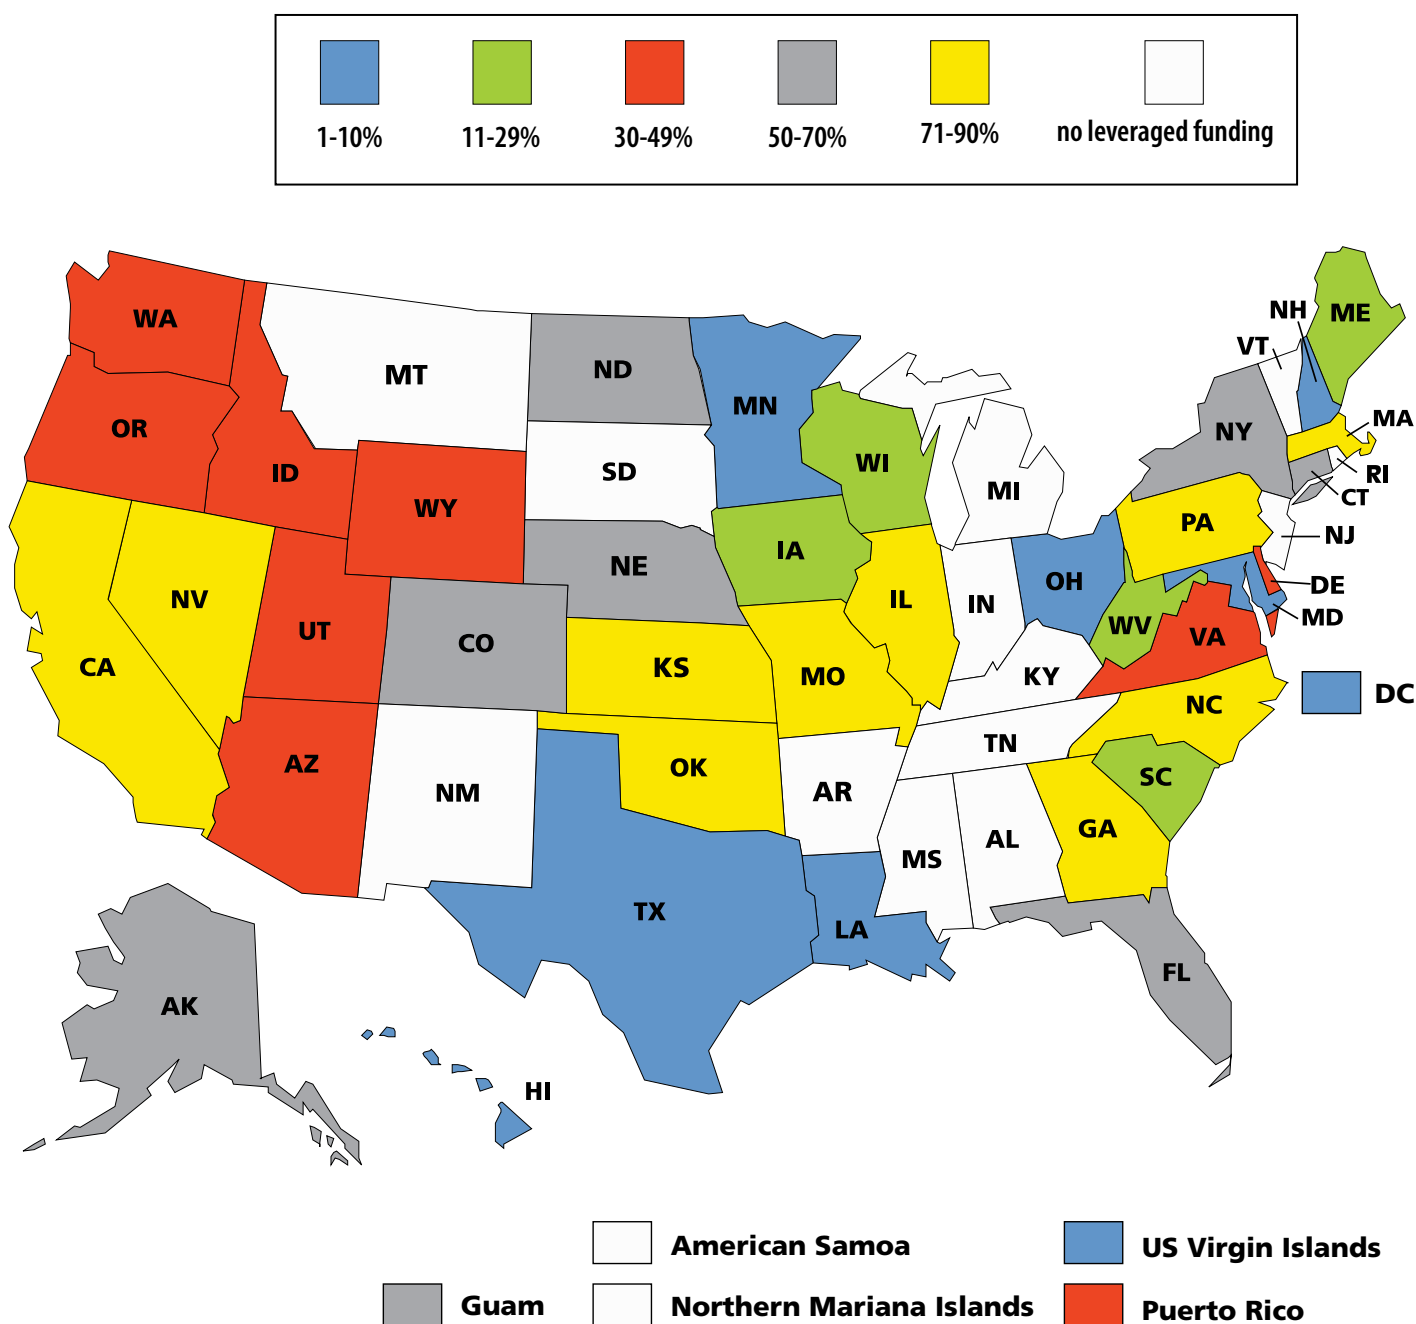 1-10% 11-29% 30-49% 50-70% 71-90% no leveraged funding
WA
MT
ND
MN
OR
ID
SD
WI
MI
NH
ME
VT
NY
MA
RI
CT
WY
NE
IA
PA
NJ
NV
UT
CO
IL
IN
OH
DE
MD
CA
KS
MO
KY
WV
VA
DC
AZ
NM
OK
AR
TN
NC
SC
MS
AL
GA
TX
LA
FL
AK
HI
American Samoa
US Virgin Islands
Guam
Northern Mariana Islands
Puerto Rico